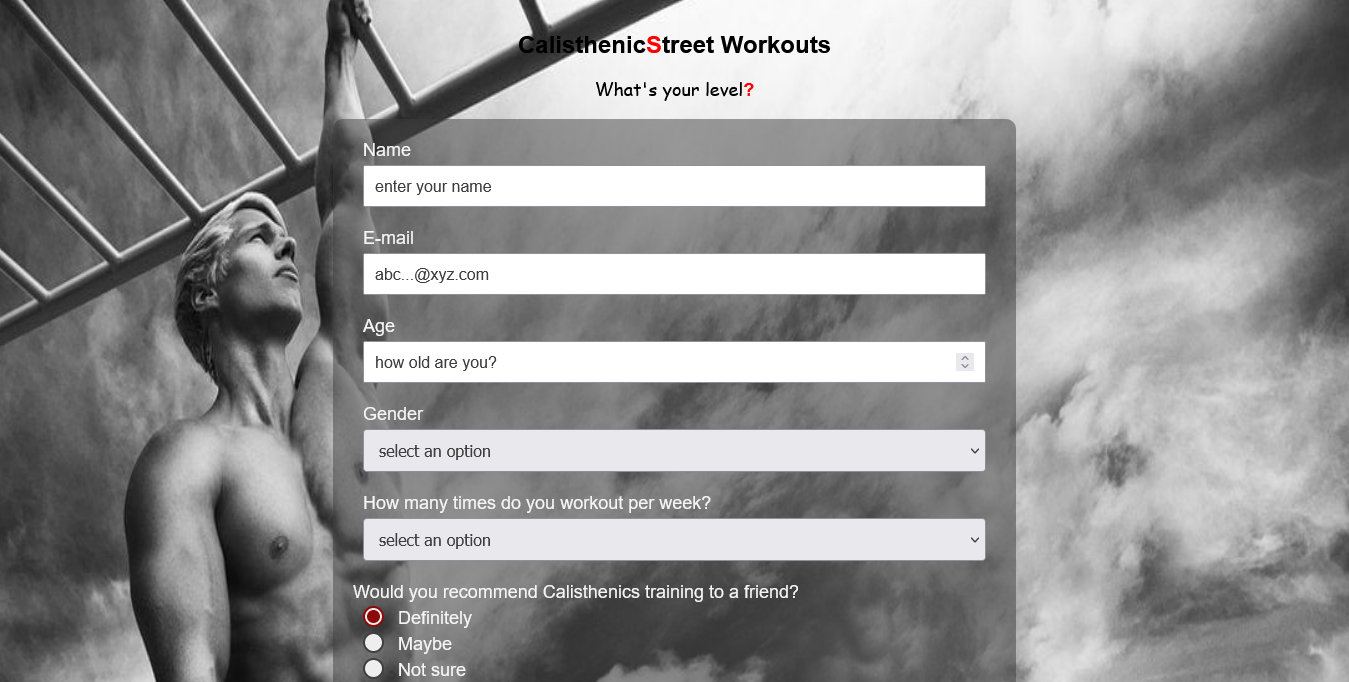 CalisthenicStreet Workouts
What's your level?
Name
enter your name
E-mail
abc...@xyz.com
Age
how old are you?
Gender
select an option
How many times do you workout per week?
select an option
Would you recommend Calisthenics training to a friend?
Definitely
Maybe
Not sure